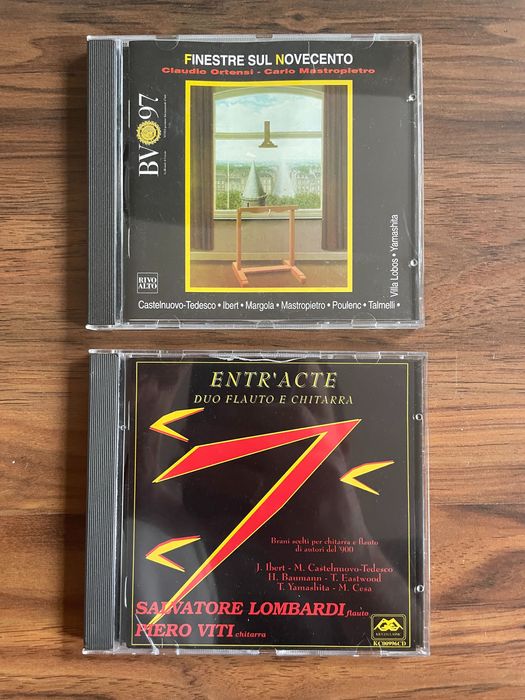 FINESTRE SUL NOVECENTO
Claudio Ortensi - Carlo Mastropietro
BVO97
RIVO
ALTO
Castelnuovo-Tedesco • Ibert • Margola • Mastropietro • Poulenc • Talmelli •
Villa Lobos • Yamashita
ENTR'ACTE
DUO FLAUTO E CHITARRA
Brani scelti per chitarra e flauto
di autori del '900
J. Ibert - M. Castelnuovo-Tedesco
H. Baumann - T. Eastwood
T. Yamashita - M. Cesa
SALVATORE LOMBARDI flauto
PIERO VITI chitarra
KC00996CD